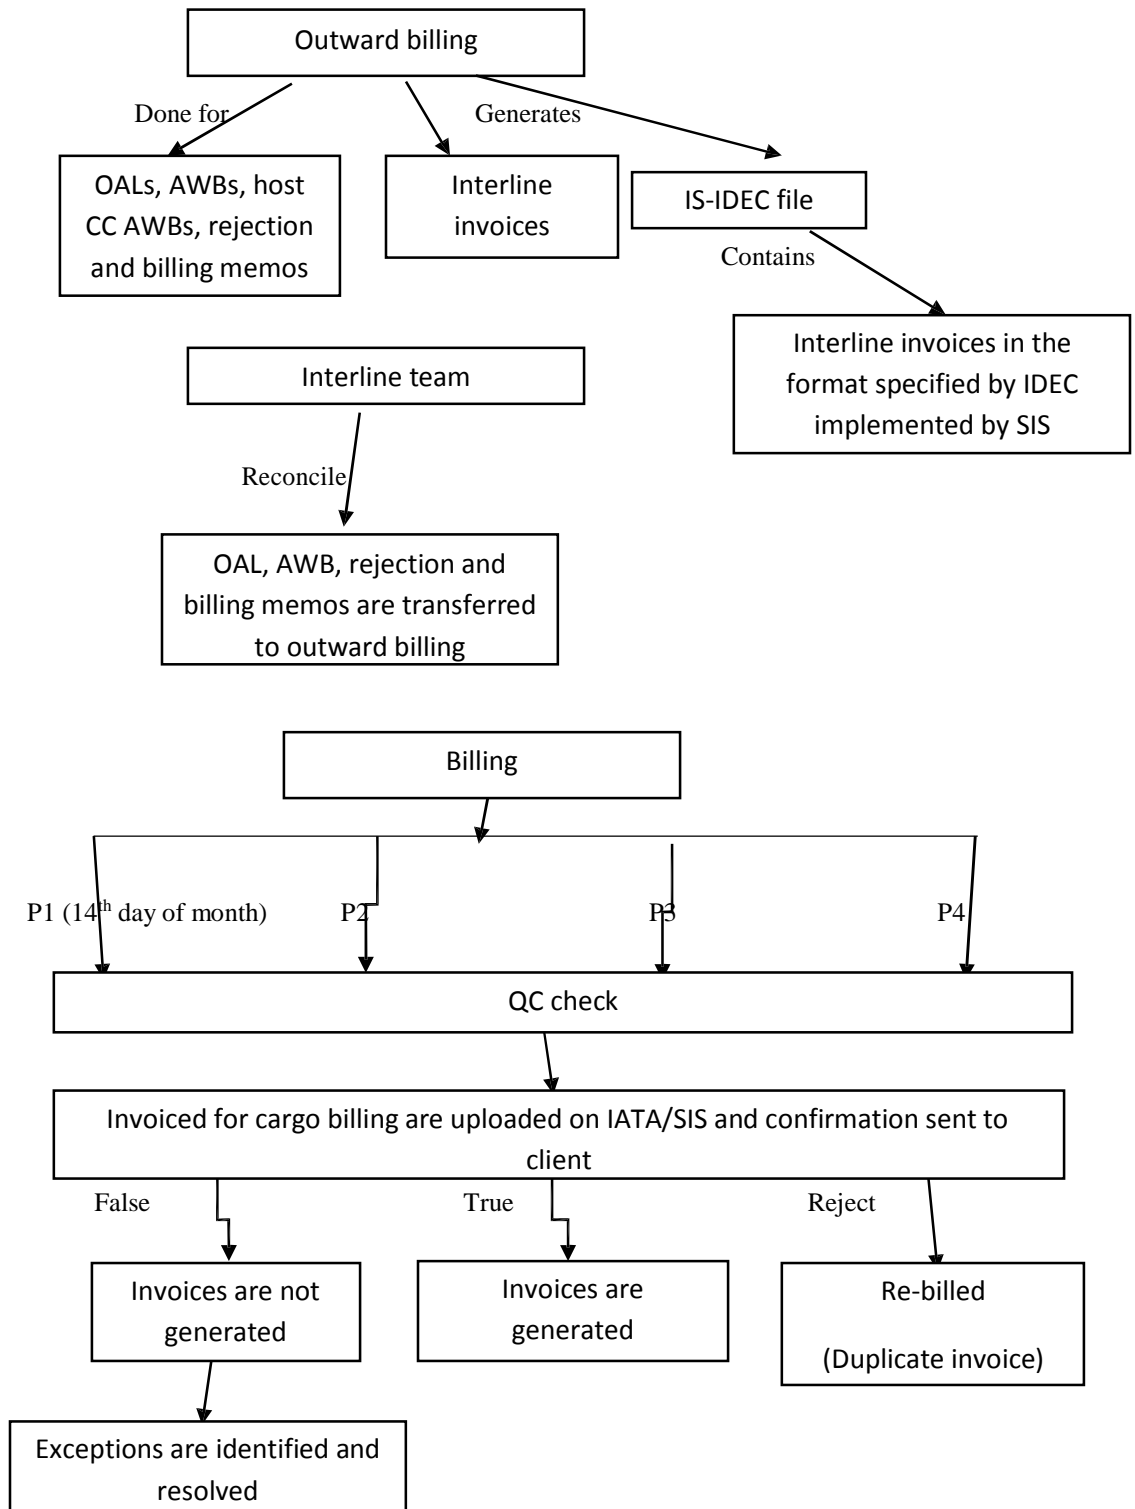 Outward billing
Done for
Generates
OALs, AWBs, host
CC AWBs, rejection
and billing memos
Interline
invoices
IS-IDEC file
Contains
Interline invoices in the
format specified by IDEC
implemented by SIS
Interline team
Reconcile
OAL, AWB, rejection and
billing memos are transferred
to outward billing
Billing
P1 (14th day of month)
P2
P3
P4
QC check
Invoiced for cargo billing are uploaded on IATA/SIS and confirmation sent to
client
False
True
Reject
Invoices are not
generated
Invoices are
generated
Re-billed
(Duplicate invoice)
Exceptions are identified and
resolved